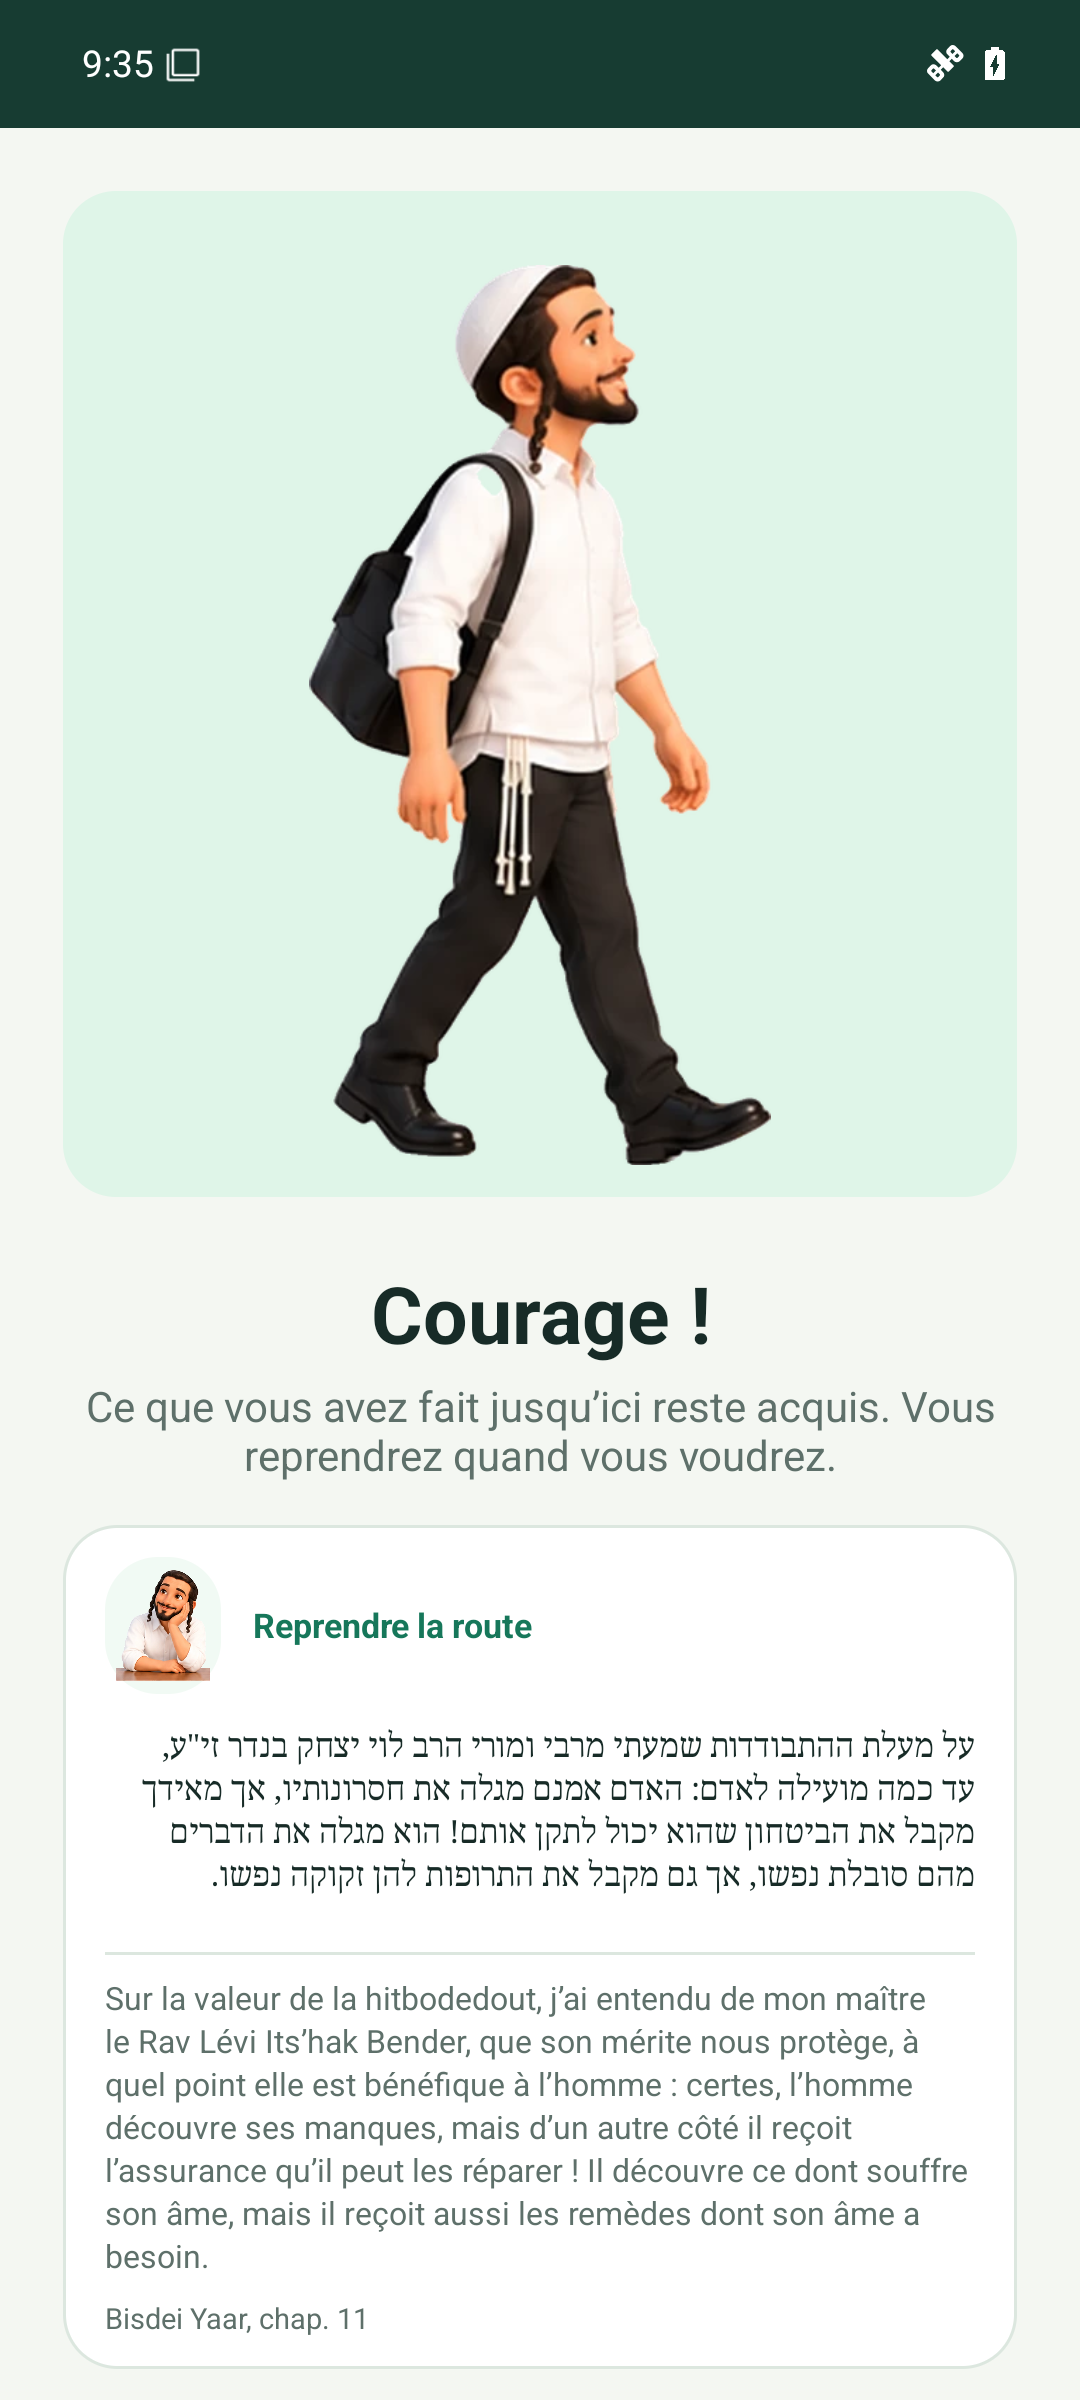 9:35
Courage !
Ce que vous avez fait jusqu’ici reste acquis. Vous
reprendrez quand vous voudrez.
Reprendre la route
על מעלת ההתבודדות שמעתי מרבי ומורי הרב לוי יצחק בנדר זי"ע,
עד כמה מועילה לאדם: האדם אמנם מגלה את חסרונותיו, אך מאידך
מקבל את הביטחון שהוא יכול לתקן אותם! הוא מגלה את הדברים
מהם סובלת נפשו, אך גם מקבל את התרופות להן זקוקה נפשו.
Sur la valeur de la hitbodedout, j’ai entendu de mon maître
le Rav Lévi Its’hak Bender, que son mérite nous protège, à
quel point elle est bénéfique à l’homme : certes, l’homme
découvre ses manques, mais d’un autre côté il reçoit
l’assurance qu’il peut les réparer ! Il découvre ce dont souffre
son âme, mais il reçoit aussi les remèdes dont son âme a
besoin.
Bisdei Yaar, chap. 11